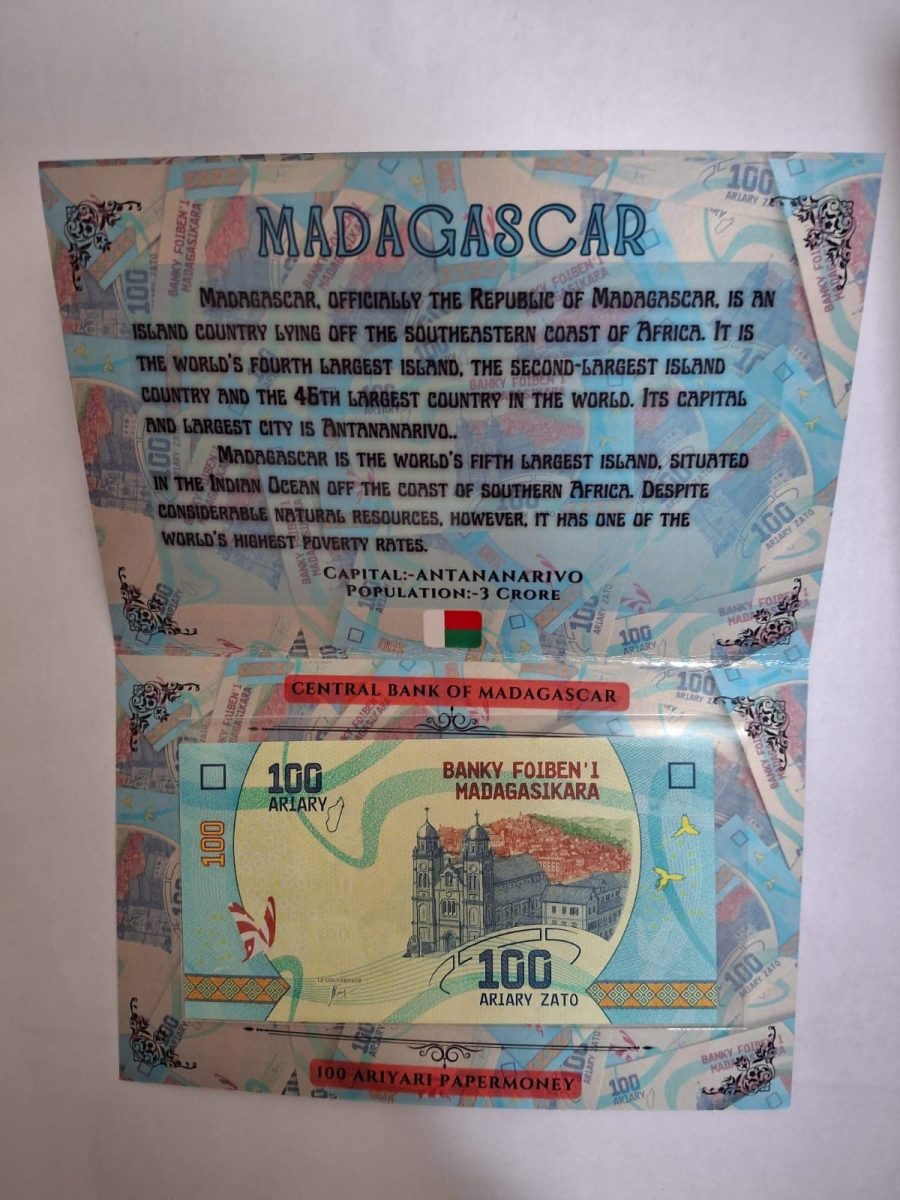 MADAGASCAR
MADAGASCAR, OFFICIALLY THE REPUBLIC OF MADAGASCAR, IS AN
ISLAND COUNTRY LYING OFF THE SOUTHEASTERN COAST OF AFRICA. IT IS
THE WORLD'S FOURTH LARGEST ISLAND, THE SECOND-LARGEST ISLAND
COUNTRY AND THE 46TH LARGEST COUNTRY IN THE WORLD. ITS CAPITAL
AND LARGEST CITY IS ANTANANARIVO..
MADAGASCAR IS THE WORLD'S FIFTH LARGEST ISLAND, SITUATED
IN THE INDIAN OCEAN OFF THE COAST OF SOUTHERN AFRICA. DESPITE
CONSIDERABLE NATURAL RESOURCES, HOWEVER, IT HAS ONE OF THE
WORLD'S HIGHEST POVERTY RATES.
CAPITAL:-ANTANANARIVO
POPULATION:-3 CRORE
CENTRAL BANK OF MADAGASCAR
100
ARIARY
BANKY FOIBEN'I
MADAGASIKARA
100
LE GOUVERNEUR
100
ARIARY ZATO
100 ARIYARI PAPERMONEY